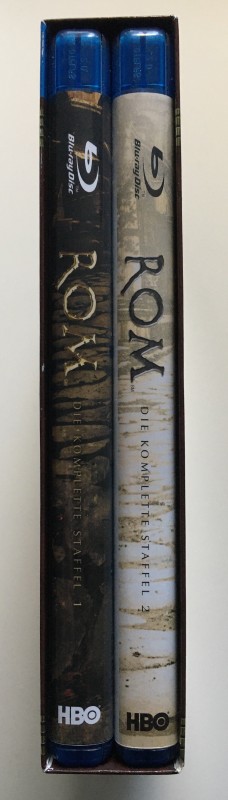 Blu-ray Disc
ROM
DIE KOMPLETTE STAFFEL 1
HBO
Blu-ray Disc
ROM
DIE KOMPLETTE STAFFEL 2
HBO